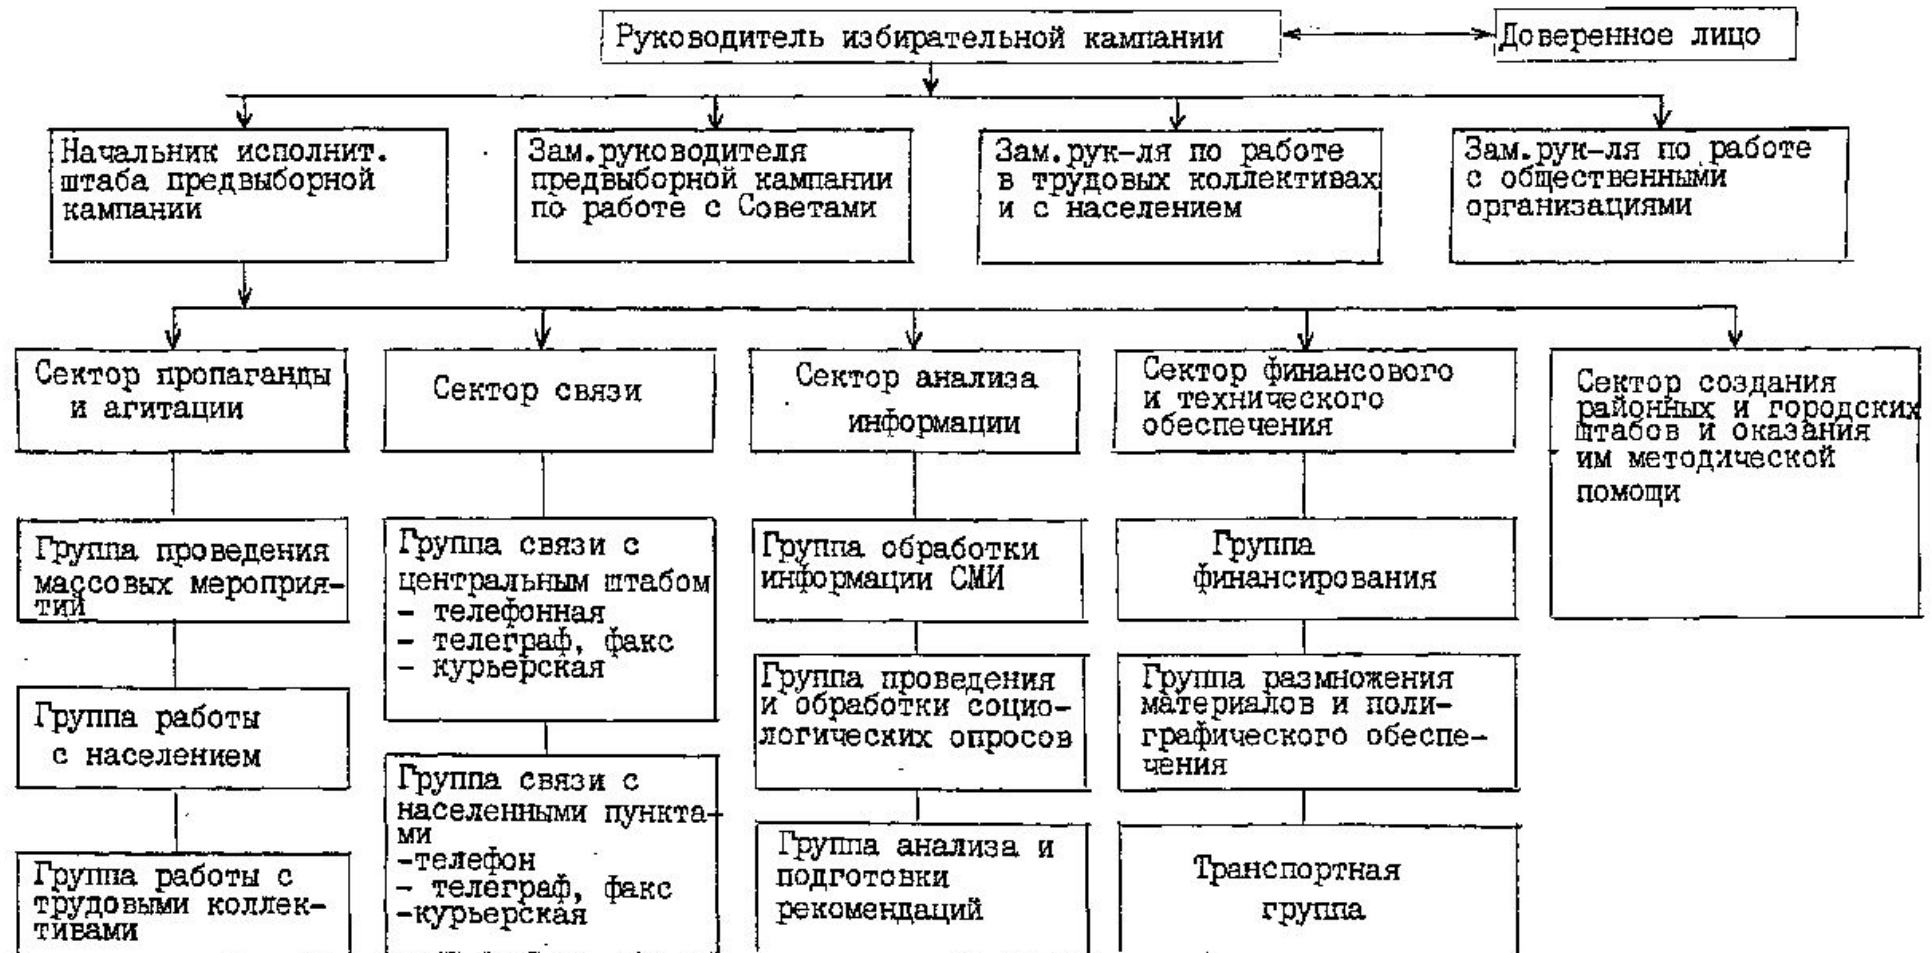 Руководитель избирательной кампании
Доверенное лицо
Начальник исполнит.
штаба предвыборной
кампании
Зам.руководителя
предвыборной кампании
по работе с Советами
Зам.рук-ля по работе
в трудовых коллективах
и с населением
Зам.рук-ля по работе
с общественными
организациями
Сектор пропаганды
и агитации
Сектор связи
Сектор анализа
информации
Сектор финансового
и технического
обеспечения
Сектор создания
районных и городских
штабов и оказания
им методической
помощи
Группа проведения
массовых мероприя-
тий
Группа работы
с населением
Группа работы с
трудовыми коллек-
тивами
Группа связи с
центральным штабом
- телефонная
- телеграф, факс
- курьерская
Группа связи с
населенными пункта-
ми
-телефон
- телеграф, факс
-курьерская
Группа обработки
информации СМИ
Группа проведения
и обработки социо-
логических опросов
Группа анализа и
подготовки
рекомендаций
Группа
финансирования
Группа размножения
материалов и поли-
графического обеспе-
чения
Транспортная
группа